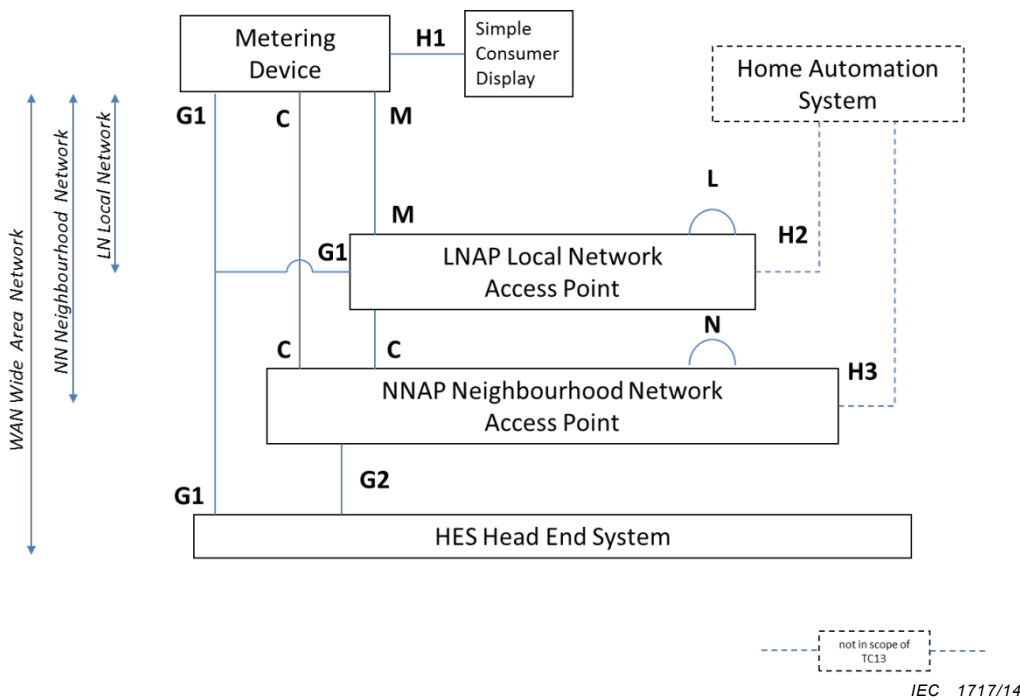 Metering
Device
H1
Simple
Consumer
Display
Home Automation
System
G1
C
M
WAN Wide Area Network
NN Neighbourhood Network
LN Local Network
L
M
G1
LNAP Local Network
Access Point
H2
N
C
C
NNAP Neighbourhood Network
Access Point
H3
G2
G1
HES Head End System
not in scope of
TC13
IEC 1717/14